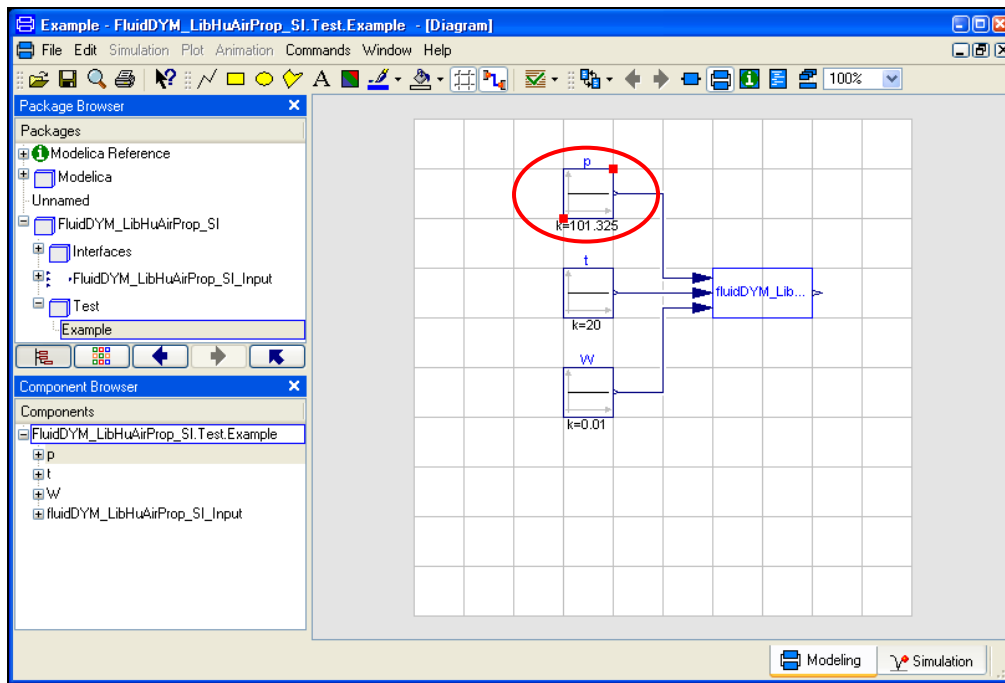 Example - FluidDYM_LibHuAirProp_SI.Test.Example - [Diagram]
File Edit Simulation Plot Animation Commands Window Help
A 100%
Package Browser
Packages
Modelica Reference
Modelica
Unnamed
FluidDYM_LibHuAirProp_SI
Interfaces
FluidDYM_LibHuAirProp_SI_Input
Test
Example
Component Browser
Components
FluidDYM_LibHuAirProp_SI.Test.Example
p
t
W
fluidDYM_LibHuAirProp_SI_Input
p
k=101.325
t
k=20
W
k=0.01
fluidDYM_Lib...
Modeling Simulation